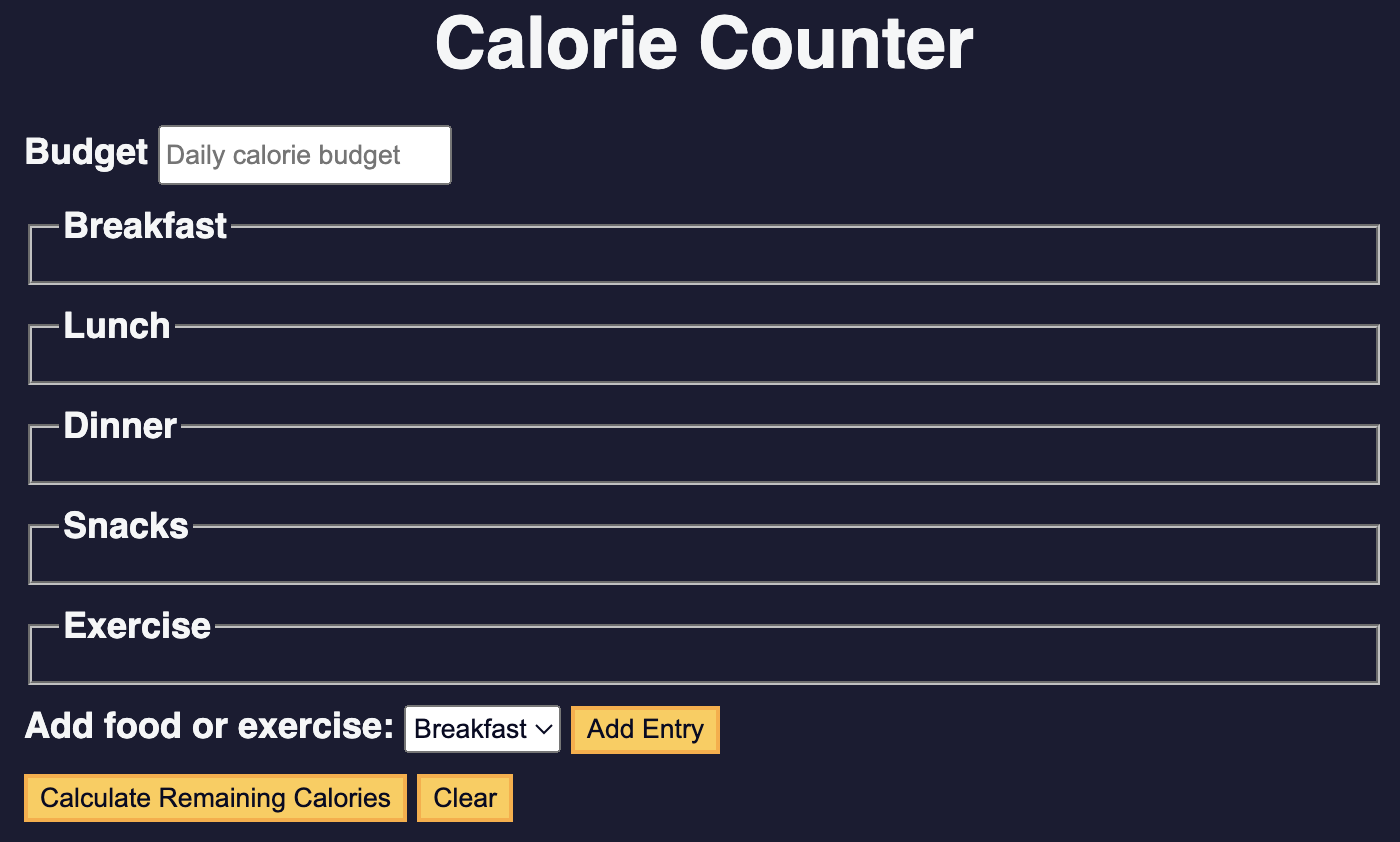 Calorie Counter
Budget Daily calorie budget
Breakfast
Lunch
Dinner
Snacks
Exercise
Add food or exercise: Breakfast Add Entry
Calculate Remaining Calories Clear